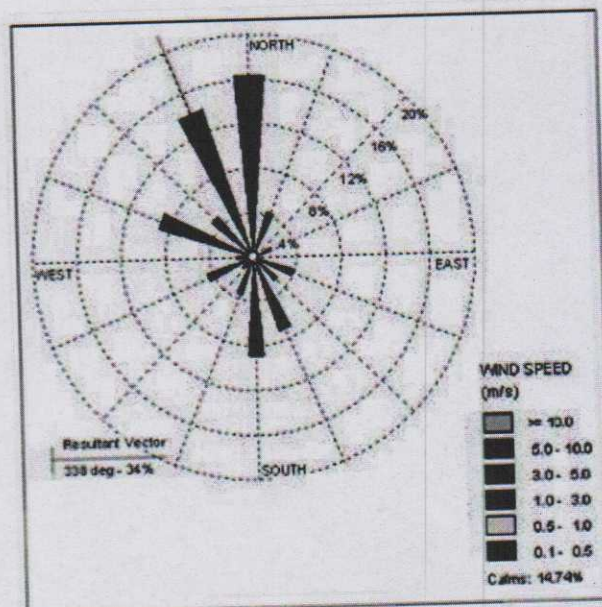 NORTH
20%
16%
12%
8%
4%
WEST
EAST
SOUTH
Resultant Vector
338 deg - 34%
WIND SPEED
(m/s)
>= 10.0
5.0 - 10.0
3.0 - 5.0
1.0 - 3.0
0.5 - 1.0
0.1 - 0.5
Calms: 14.74%